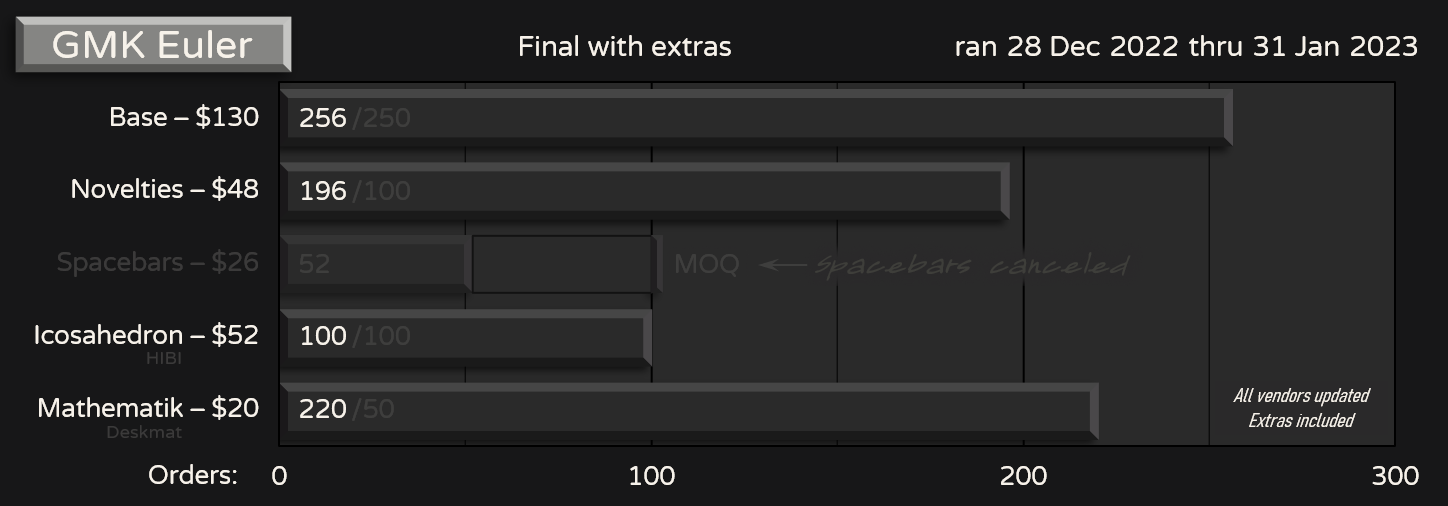 GMK Euler
Final with extras
ran 28 Dec 2022 thru 31 Jan 2023
Base – $130
256 /250
Novelties – $48
196 /100
Spacebars – $26
52
MOQ
spacebars canceled
Icosahedron – $52
HIBI
100 /100
Mathematik – $20
Deskmat
220 /50
All vendors updated
Extras included
Orders: 0 100 200 300